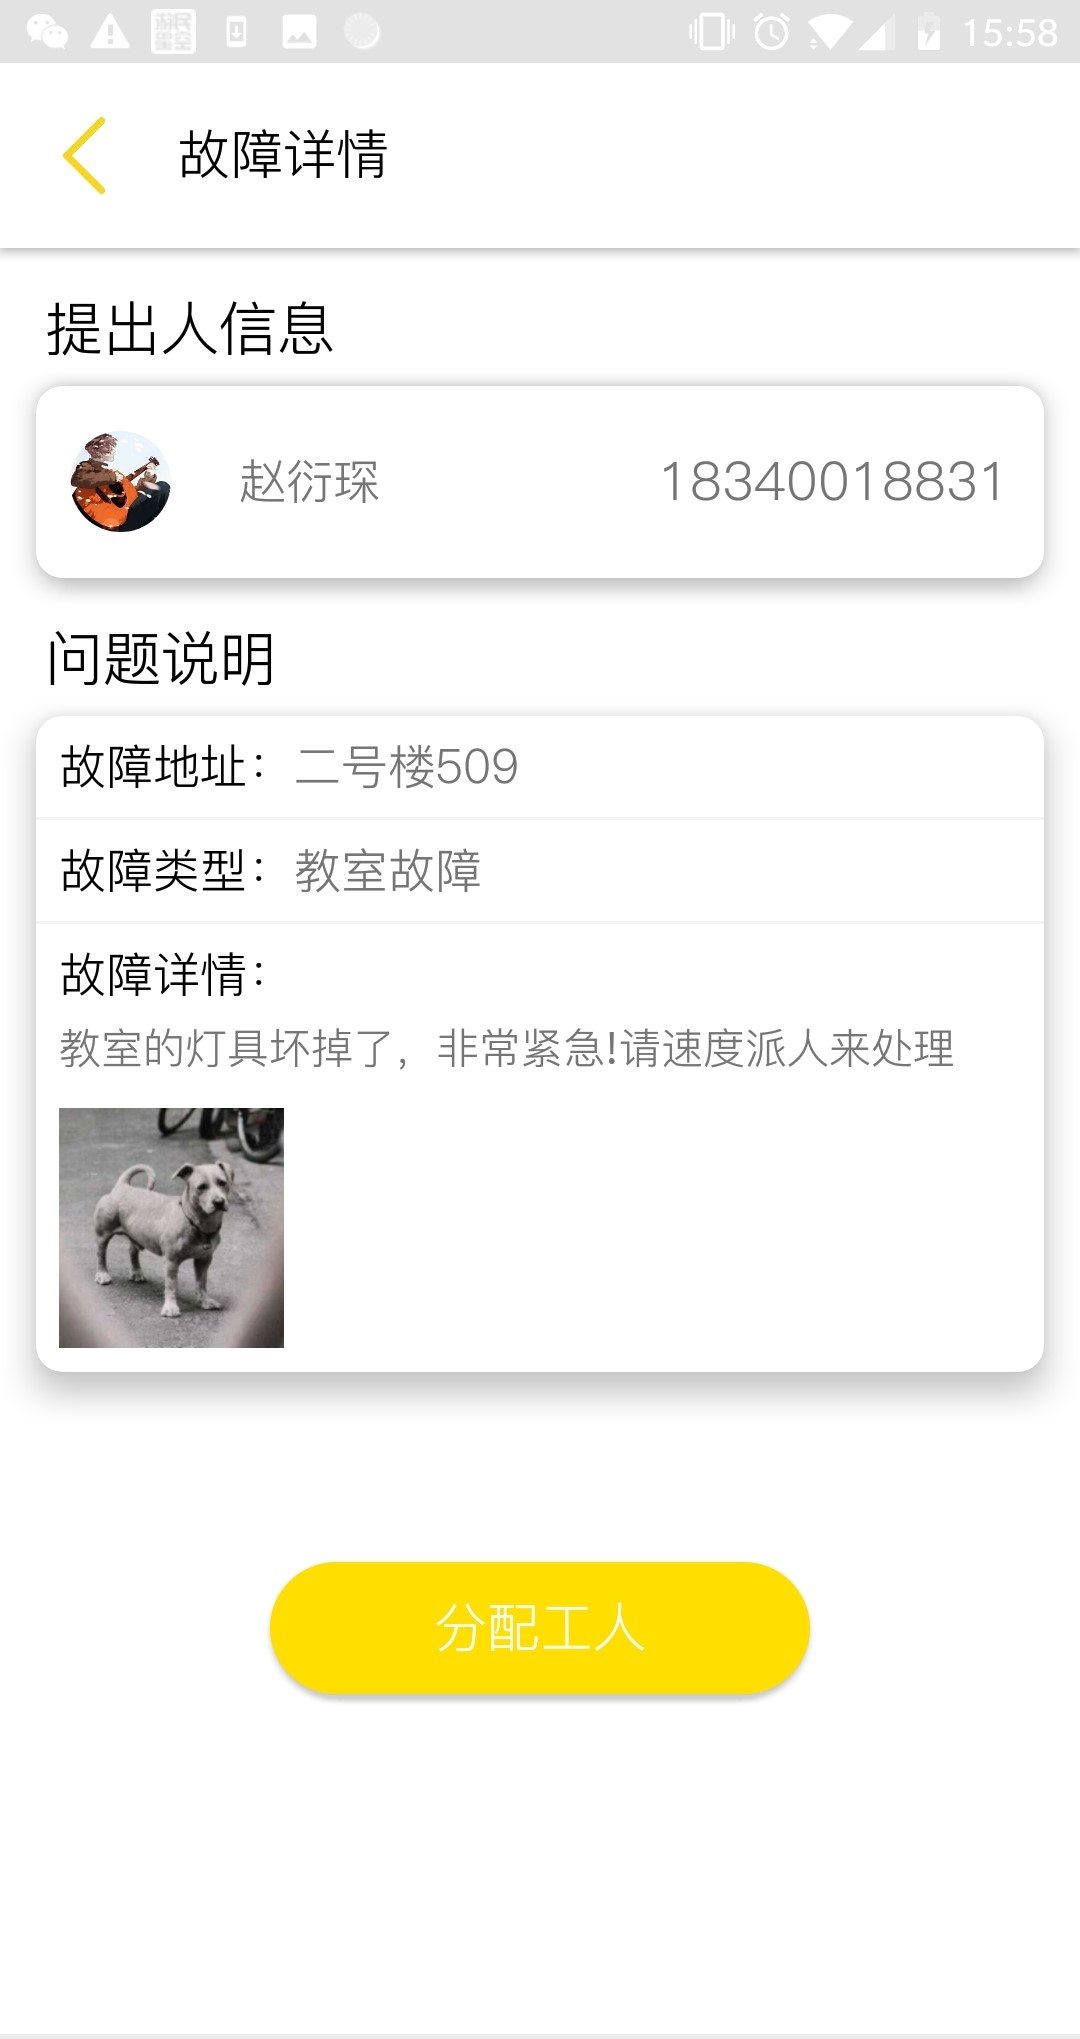 15:58
故障详情
提出人信息
赵衍琛 18340018831
问题说明
故障地址：二号楼509
故障类型：教室故障
故障详情：
教室的灯具坏掉了，非常紧急!请速度派人来处理
分配工人